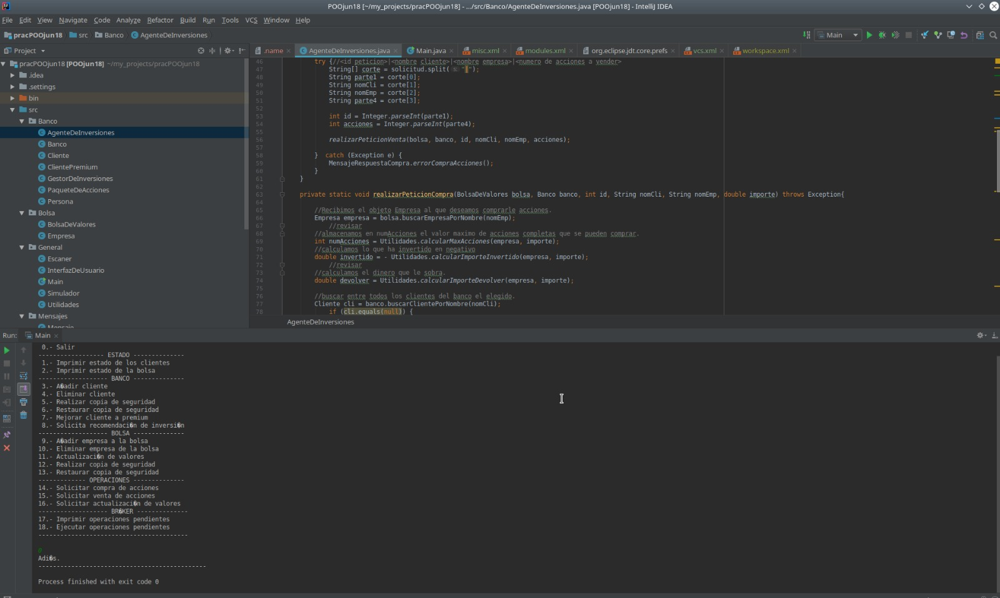 POOjun18 [~/my_projects/pracPOOjun18] - .../src/Banco/AgenteDeInversiones.java [POOjun18] - IntelliJ IDEA
File Edit View Navigate Code Analyze Refactor Build Run Tools VCS Window Help
pracPOOjun18 src Banco AgenteDeInversiones Main
Project
.name AgenteDeInversiones.java Main.java misc.xml modules.xml org.eclipse.jdt.core.prefs vcs.xml workspace.xml
pracPOOjun18 [POOjun18] ~/my_projects/pracPOOjun18
.idea
.settings
bin
src
Banco
AgenteDeInversiones
Banco
Cliente
ClientePremium
GestorDeInversiones
PaqueteDeAcciones
Persona
Bolsa
BolsaDeValores
Empresa
General
Escaner
InterfazDeUsuario
Main
Simulador
Utilidades
Mensajes
Mensaje
46 try {//<id peticion>|<nombre cliente>|<nombre empresa>|<numero de acciones a vender>
47 String[] corte = solicitud.split( s: "|");
48 String parte1 = corte[0];
49 String nomCli = corte[1];
50 String nomEmp = corte[2];
51 String parte4 = corte[3];
52
53 int id = Integer.parseInt(parte1);
54 int acciones = Integer.parseInt(parte4);
55
56 realizarPeticionVenta(bolsa, banco, id, nomCli, nomEmp, acciones);
57
58 } catch (Exception e) {
59 MensajeRespuestaCompra.errorCompraAcciones();
60 }
61 }
62
63 private static void realizarPeticionCompra(BolsaDeValores bolsa, Banco banco, int id, String nomCli, String nomEmp, double importe) throws Exception{
64
65 //Recibimos el objeto Empresa al que deseamos comprarle acciones.
66 Empresa empresa = bolsa.buscarEmpresaPorNombre(nomEmp);
67 //revisar
68 //almacenamos en numAcciones el valor maximo de acciones completas que se pueden comprar.
69 int numAcciones = Utilidades.calcularMaxAcciones(empresa, importe);
70 //calculamos lo que ha invertido en negativo
71 double invertido = - Utilidades.calcularImporteInvertido(empresa, importe);
72 //revisar
73 //calculamos el dinero que le sobra.
74 double devolver = Utilidades.calcularImporteDevolver(empresa, importe);
75
76 //buscar entre todos los clientes del banco el elegido.
77 Cliente cli = banco.buscarClientePorNombre(nomCli);
78 if (cli.equals(null)) {
AgenteDeInversiones
Run: Main
0.- Salir
------------------ ESTADO --------------
1.- Imprimir estado de los clientes
2.- Imprimir estado de la bolsa
------------------- BANCO --------------
3.- A�adir cliente
4.- Eliminar cliente
5.- Realizar copia de seguridad
6.- Restaurar copia de seguridad
7.- Mejorar cliente a premium
8.- Solicita recomendaci�n de inversi�n
------------------- BOLSA --------------
9.- A�adir empresa a la bolsa
10.- Eliminar empresa de la bolsa
11.- Actualizaci�n de valores
12.- Realizar copia de seguridad
13.- Restaurar copia de seguridad
------------- OPERACIONES --------------
14.- Solicitar compra de acciones
15.- Solicitar venta de acciones
16.- Solicitar actualizaci�n de valores
------------------- BR�KER --------------
17.- Imprimir operaciones pendientes
18.- Ejecutar operaciones pendientes
-----------------------------------------
0
Adi�s.
----------------------------------------------
Process finished with exit code 0